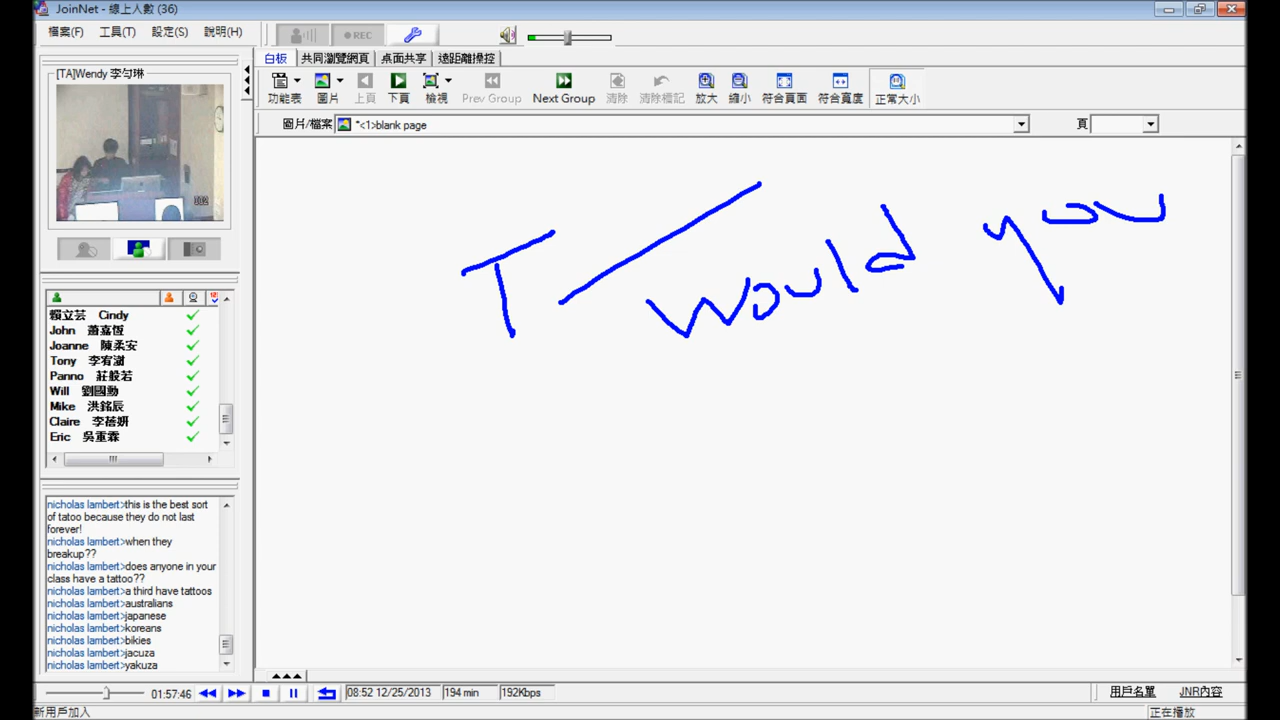 JoinNet - 線上人數 (36)
檔案(F) 工具(T) 設定(S) 說明(H)
REC
[TA]Wendy 李勻琳
白板 共同瀏覽網頁 桌面共享 遠距離操控
功能表 圖片 上頁 下頁 檢視 Prev Group Next Group 清除 清除標記 放大 縮小 符合頁面 符合寬度 正常大小
圖片/檔案 *<1>blank page 頁
T - would you
賴立芸 Cindy
John 蕭嘉恆
Joanne 陳柔安
Tony 李宥澍
Panno 莊般若
Will 劉國勳
Mike 洪銘辰
Claire 李蓓妍
Eric 吳重霖
nicholas lambert>this is the best sort
of tatoo because they do not last
forever!
nicholas lambert>when they
breakup??
nicholas lambert>does anyone in your
class have a tattoo??
nicholas lambert>a third have tattoos
nicholas lambert>australians
nicholas lambert>japanese
nicholas lambert>koreans
nicholas lambert>bikies
nicholas lambert>jacuza
nicholas lambert>yakuza
01:57:46 08:52 12/25/2013 194 min 192Kbps 用戶名單 JNR內容
新用戶加入 正在播放